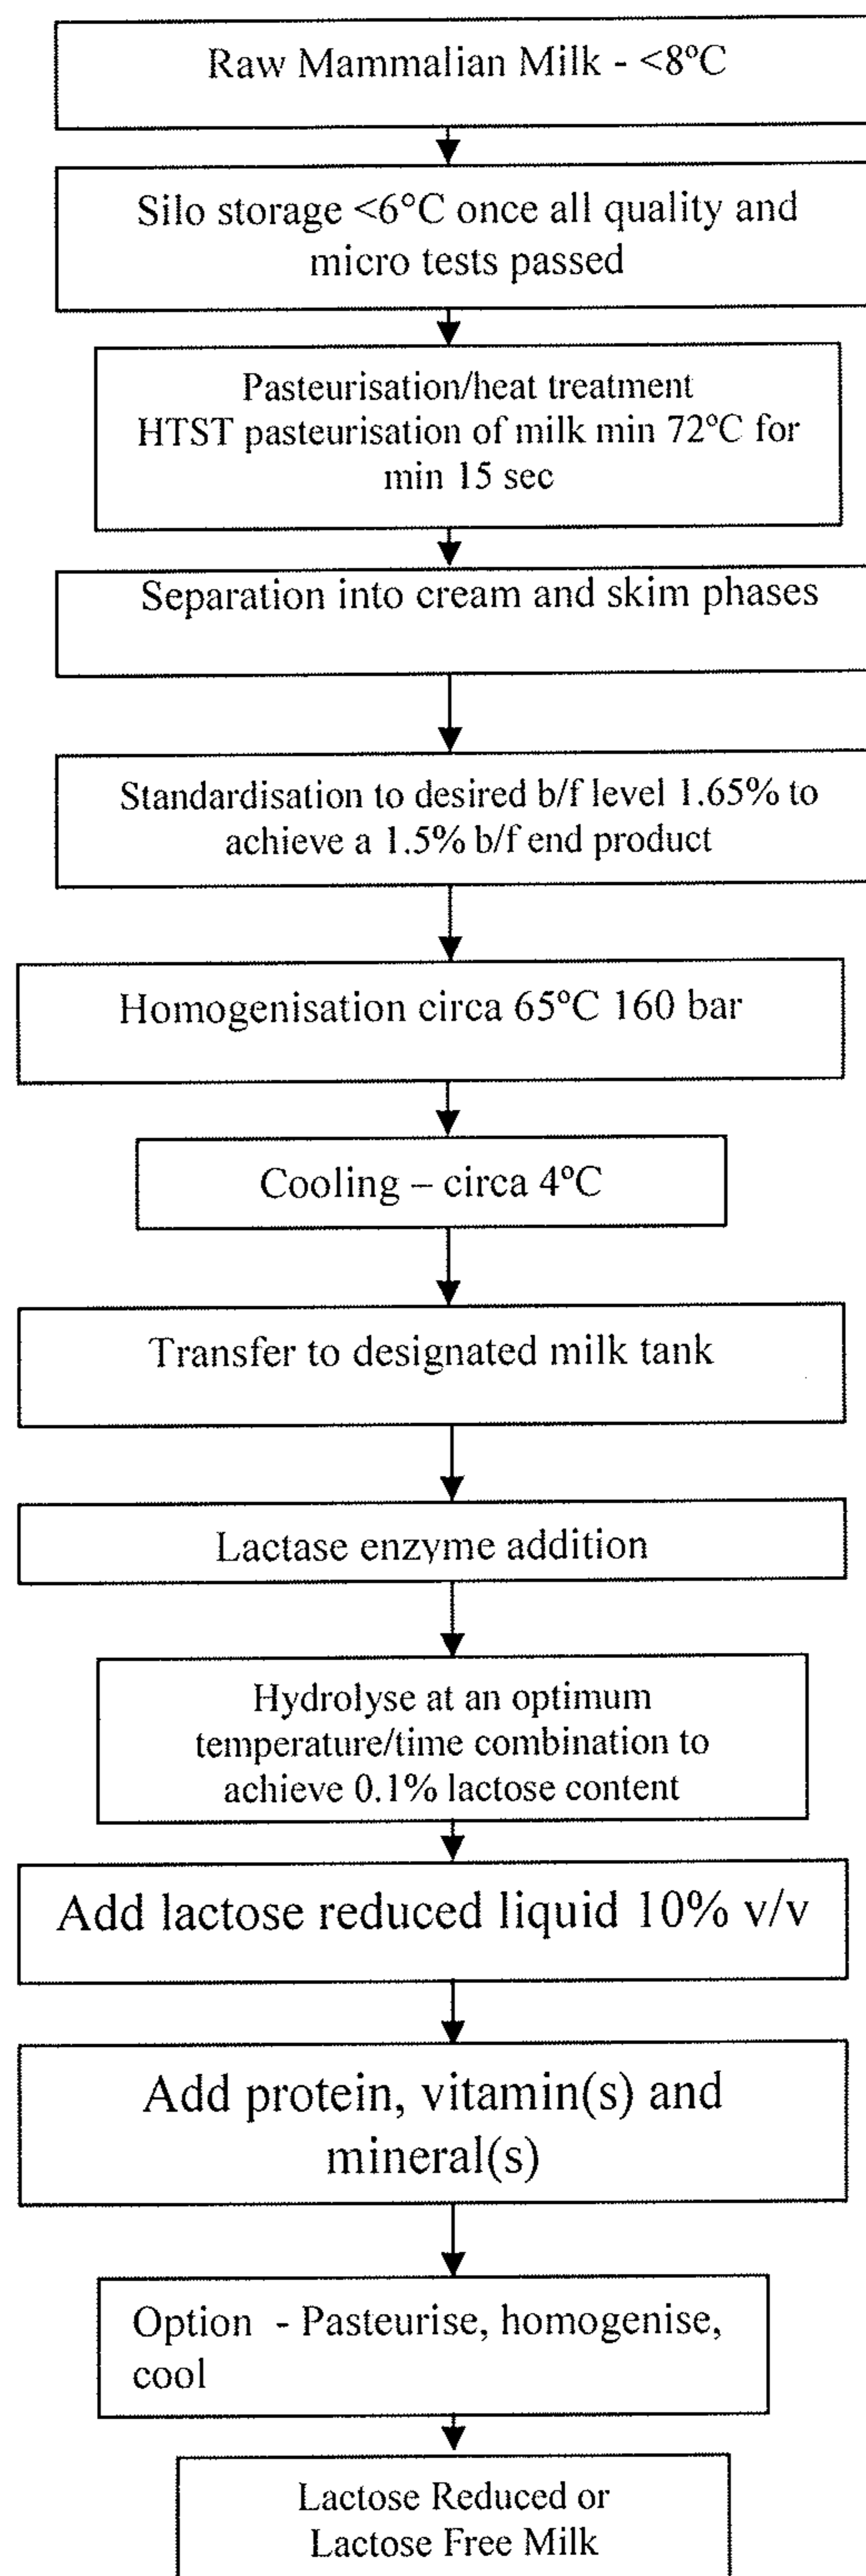 Raw Mammalian Milk - <8ºC
Silo storage <6°C once all quality and
micro tests passed
Pasteurisation/heat treatment
HTST pasteurisation of milk min 72ºC for
min 15 sec
Separation into cream and skim phases
Standardisation to desired b/f level 1.65% to
achieve a 1.5% b/f end product
Homogenisation circa 65ºC 160 bar
Cooling – circa 4ºC
Transfer to designated milk tank
Lactase enzyme addition
Hydrolyse at an optimum
temperature/time combination to
achieve 0.1% lactose content
Add lactose reduced liquid 10% v/v
Add protein, vitamin(s) and
mineral(s)
Option - Pasteurise, homogenise,
cool
Lactose Reduced or
Lactose Free Milk